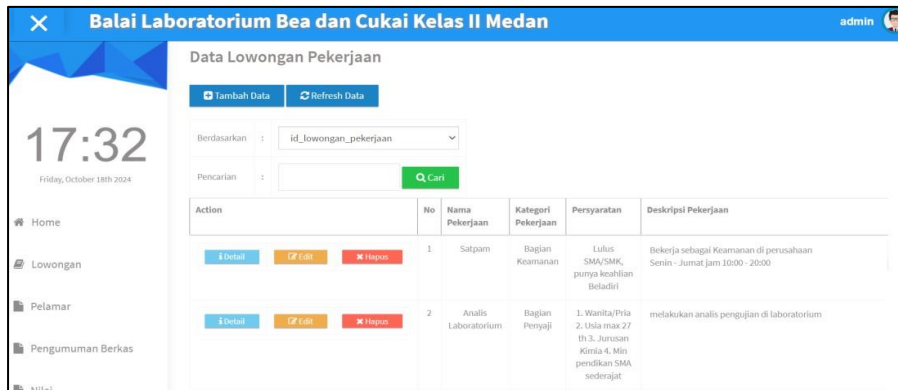 Balai Laboratorium Bea dan Cukai Kelas II Medan
admin
Data Lowongan Pekerjaan
Tambah Data
Refresh Data
17:32
Friday, October 18th 2024
Berdasarkan : id_lowongan_pekerjaan
Pencarian :
Cari
Home
Lowongan
Pelamar
Pengumuman Berkas
Nilai
Action No Nama Pekerjaan Kategori Pekerjaan Persyaratan Deskripsi Pekerjaan
Detail Edit Hapus
1
Satpam
Bagian
Keamanan
Lulus
SMA/SMK,
punya keahlian
Beladiri
Bekerja sebagai Keamanan di perusahaan
Senin - Jumat jam 10:00 - 20:00
Detail Edit Hapus
2
Analis
Laboratorium
Bagian
Penyaji
1. Wanita/Pria
2. Usia max 27
th 3. Jurusan
Kimia 4. Min
pendikan SMA
sederajat
melakukan analis pengujian di laboratorium